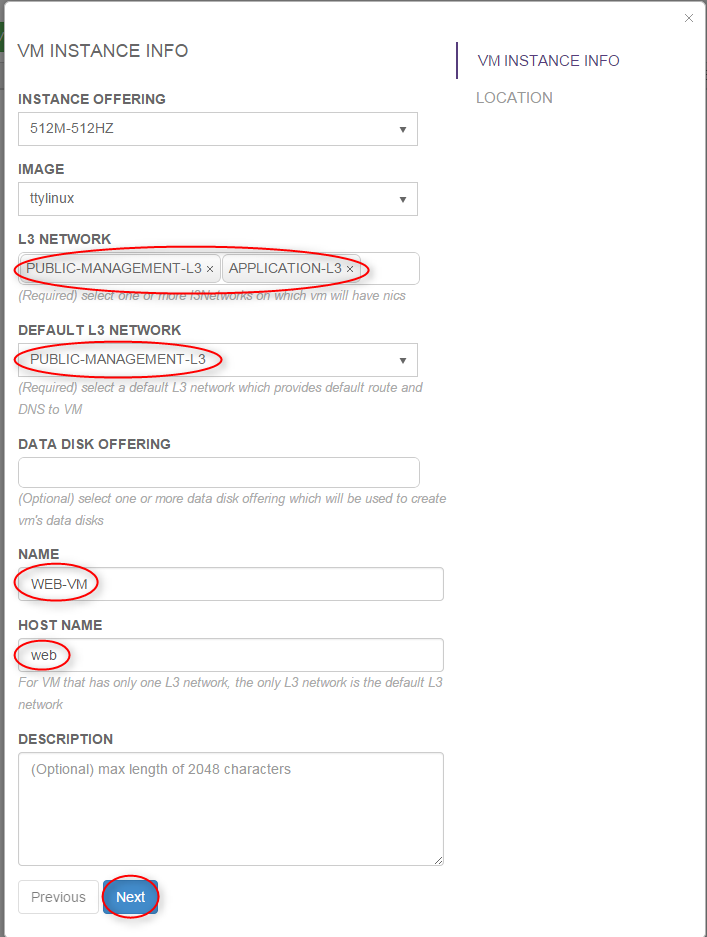 VM INSTANCE INFO
INSTANCE OFFERING
512M-512HZ
IMAGE
ttylinux
L3 NETWORK
PUBLIC-MANAGEMENT-L3 × APPLICATION-L3 ×
(Required) select one or more l3Networks on which vm will have nics
DEFAULT L3 NETWORK
PUBLIC-MANAGEMENT-L3
(Required) select a default L3 network which provides default route and
DNS to VM
DATA DISK OFFERING
(Optional) select one or more data disk offering which will be used to create
vm's data disks
NAME
WEB-VM
HOST NAME
web
For VM that has only one L3 network, the only L3 network is the default L3
network
DESCRIPTION
(Optional) max length of 2048 characters
Previous Next
VM INSTANCE INFO
LOCATION